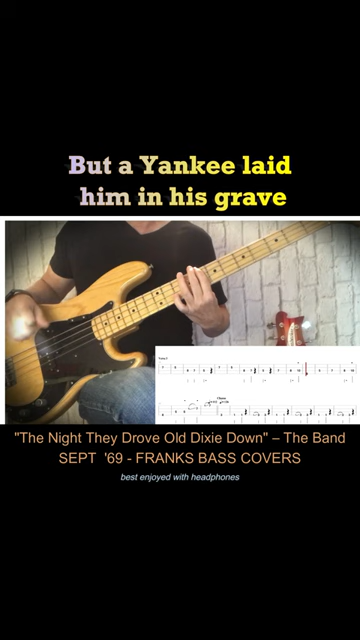 But a Yankee laid
him in his grave
"The Night They Drove Old Dixie Down" – The Band
SEPT '69 - FRANKS BASS COVERS
best enjoyed with headphones